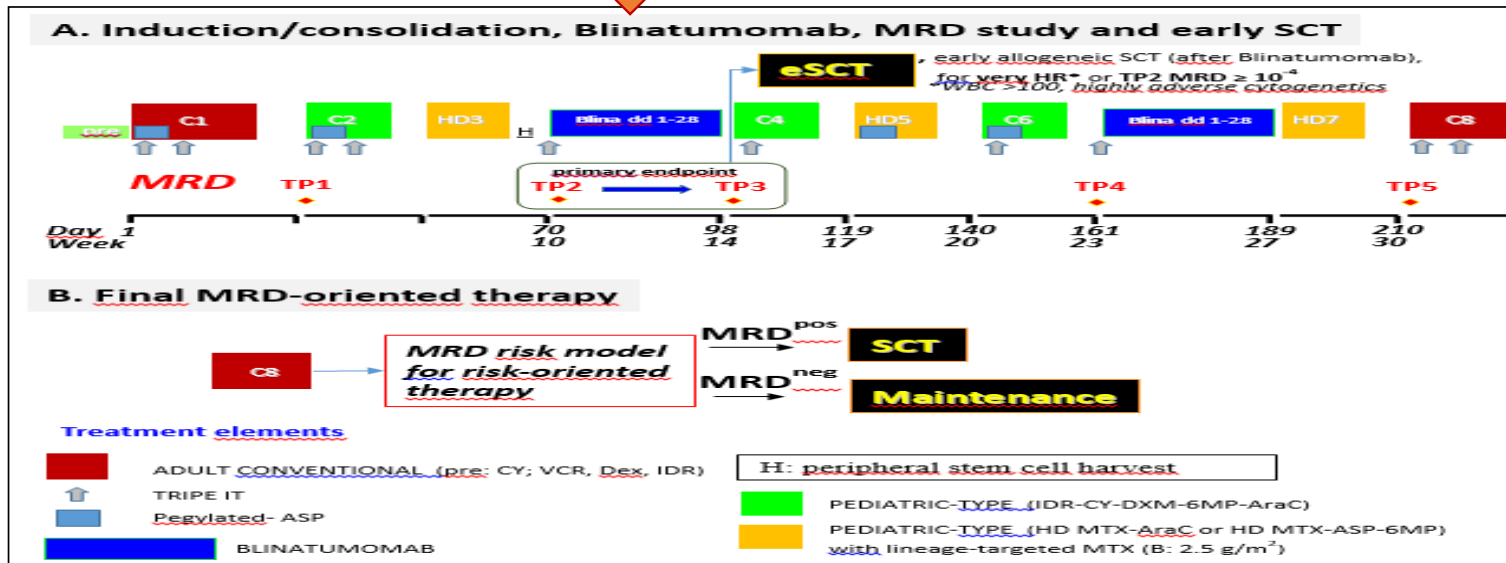 A. Induction/consolidation, Blinatumomab, MRD study and early SCT
eSCT , early allogeneic SCT (after Blinatumomab),
for very HR* or TP2 MRD ≥ 10⁻⁴
*WBC >100, highly adverse cytogenetics
pre C1 C2 HD3 H Blina dd 1-28 C4 HD5 C6 Blina dd 1-28 HD7 C8
primary endpoint
MRD TP1 TP2 TP3 TP4 TP5
Day 1 70 98 119 140 161 189 210
Week 10 14 17 20 23 27 30
B. Final MRD-oriented therapy
C8
MRD risk model
for risk-oriented
therapy
MRDpos SCT
MRDneg Maintenance
Treatment elements
ADULT CONVENTIONAL (pre: CY; VCR, Dex, IDR)
TRIPE IT
Pegylated- ASP
BLINATUMOMAB
H: peripheral stem cell harvest
PEDIATRIC-TYPE (IDR-CY-DXM-6MP-AraC)
PEDIATRIC-TYPE (HD MTX-AraC or HD MTX-ASP-6MP)
with lineage-targeted MTX (B: 2.5 g/m²)